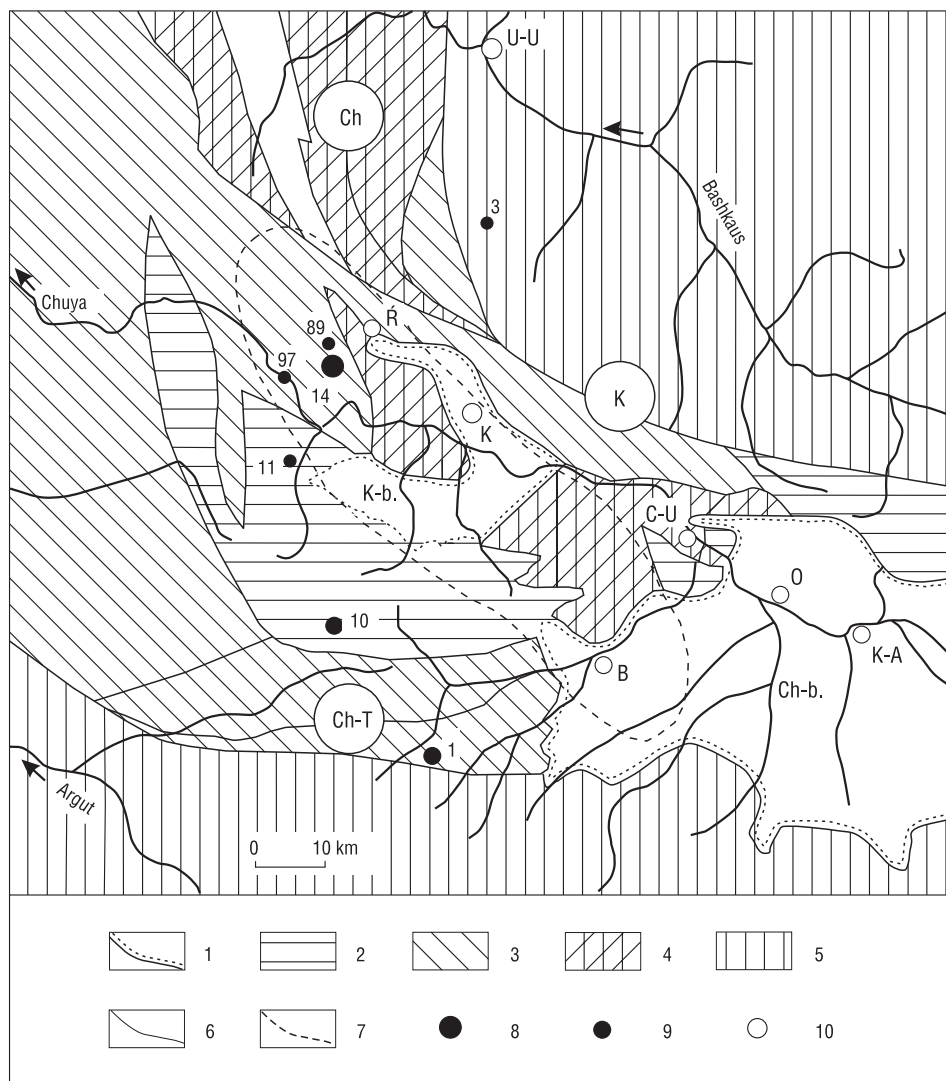 U-U
Ch
3
Bashkaus
Chuya
R
89
97
14
K
K
11
K-b.
C-U
O
10
K-A
B
Ch-b.
Ch-T
1
Argut
0 10 km
1 2 3 4 5
6 7 8 9 10